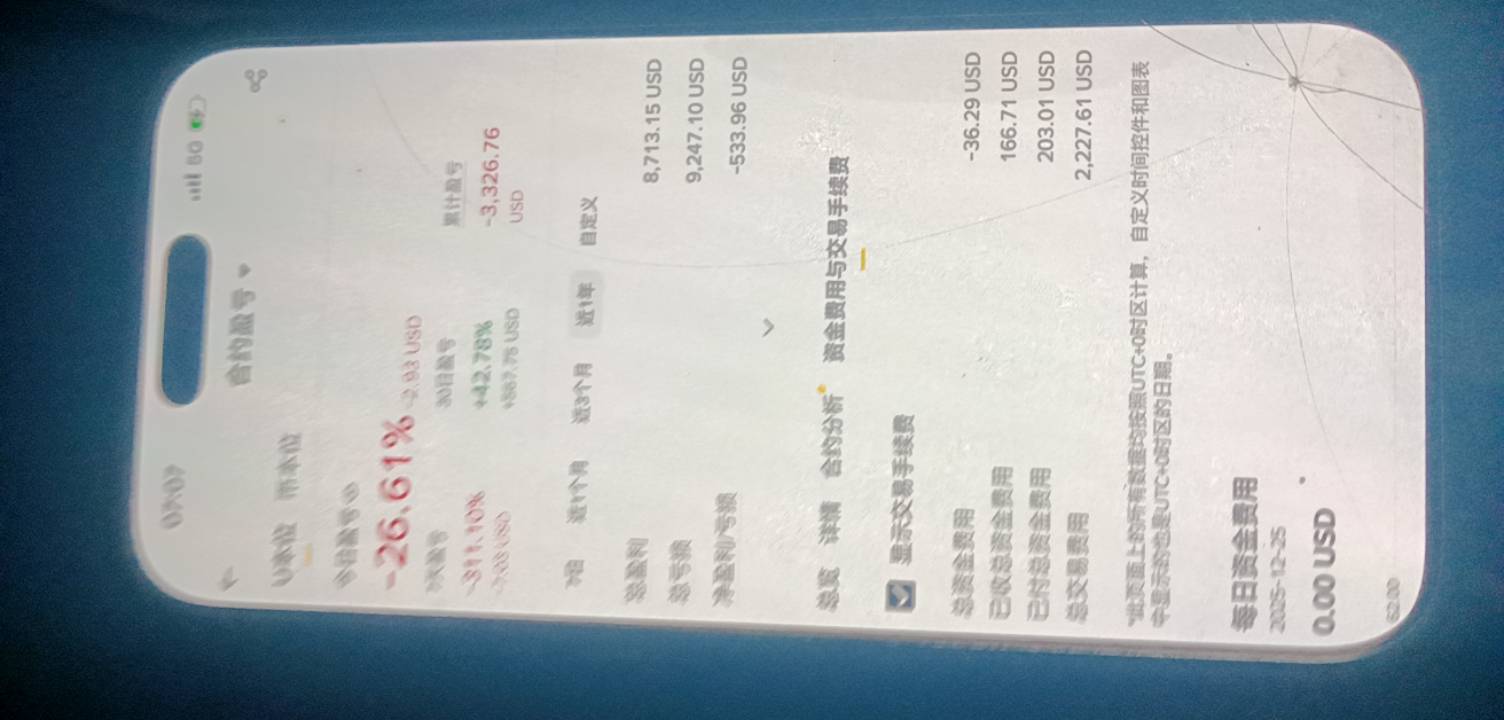 07:07
5G
合约盈亏
U本位 币本位
今日盈亏
-26.61% -2.93 USD
7天盈亏 30日盈亏 累计盈亏
+42.78% -3,326.76
USD
7日 近1个月 近3个月 近1年 自定义
总盈利 8,713.15 USD
总亏损 9,247.10 USD
净盈利/亏损 -533.96 USD
总览 详情 合约分析 资金费用与交易手续费
显示交易手续费
总资金费用 -36.29 USD
已收总资金费用 166.71 USD
已付总资金费用 203.01 USD
总交易费用 2,227.61 USD
*此页面上的所有数据均按照UTC+0时区计算，自定义时间控件和图表
中显示的也是UTC+0时区的日期。
每日资金费用
2025-12-25
0.00 USD